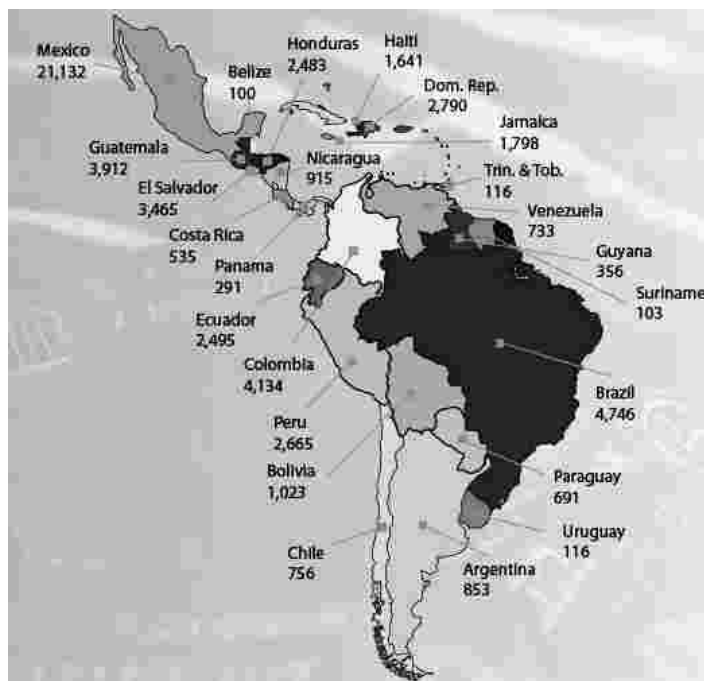 Mexico
21,132
Belize
100
Honduras
2,483
Haiti
1,641
Dom. Rep.
2,790
Jamaica
1,798
Guatemala
3,912
El Salvador
3,465
Nicaragua
915
Trin. & Tob.
116
Costa Rica
535
Panama
291
Venezuela
733
Guyana
356
Suriname
103
Ecuador
2,495
Colombia
4,134
Brazil
4,746
Peru
2,665
Bolivia
1,023
Paraguay
691
Chile
756
Uruguay
116
Argentina
853